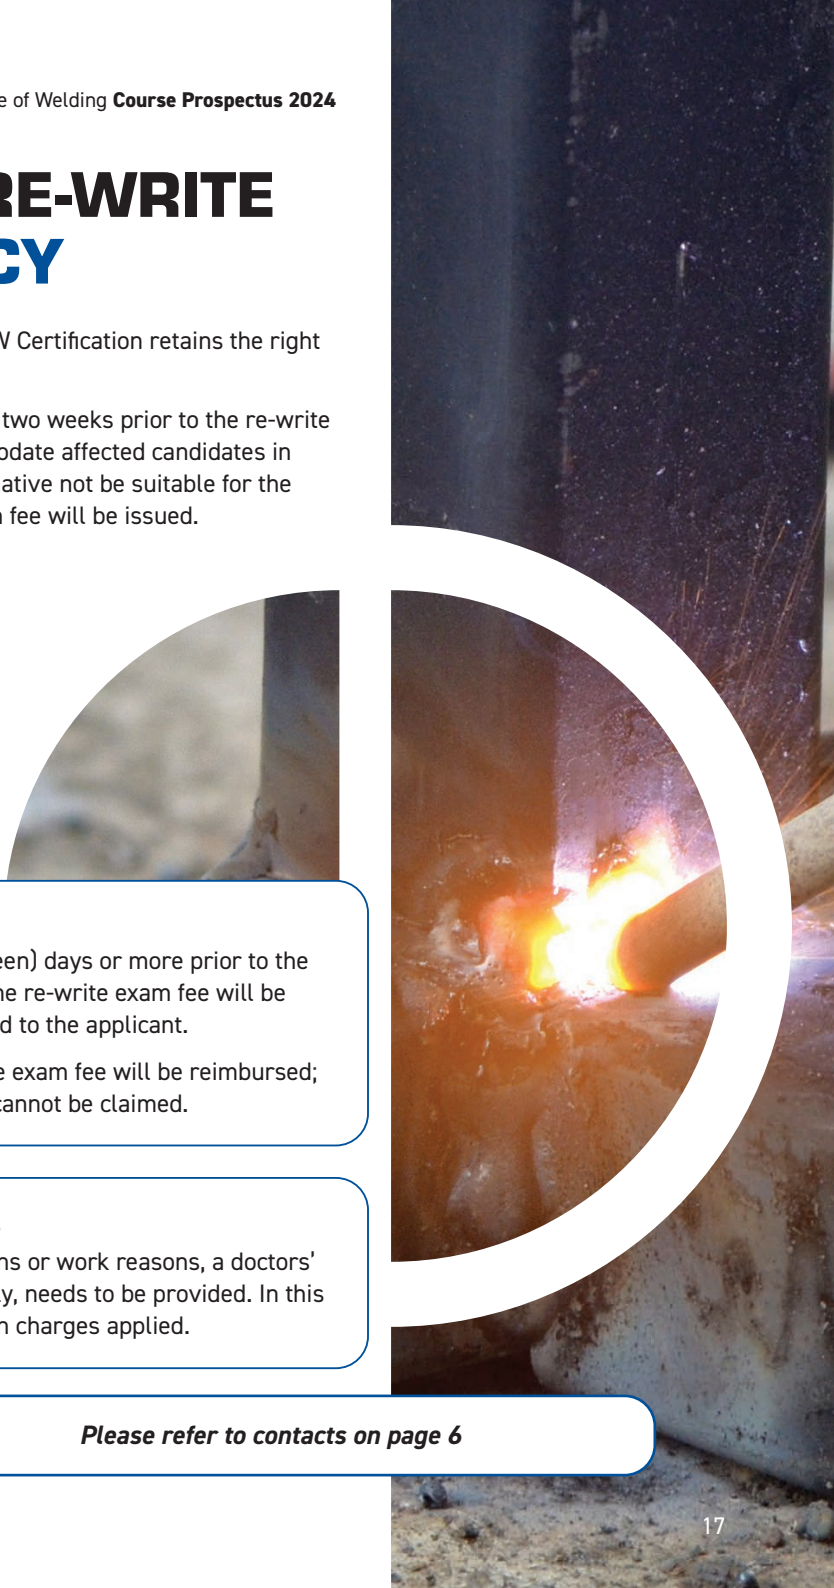 e of Welding Course Prospectus 2024
RE-WRITE
CY
W Certification retains the right
two weeks prior to the re-write
odate affected candidates in
ative not be suitable for the
fee will be issued.
een) days or more prior to the
he re-write exam fee will be
d to the applicant.
e exam fee will be reimbursed;
cannot be claimed.
ns or work reasons, a doctors’
y, needs to be provided. In this
n charges applied.
Please refer to contacts on page 6
17